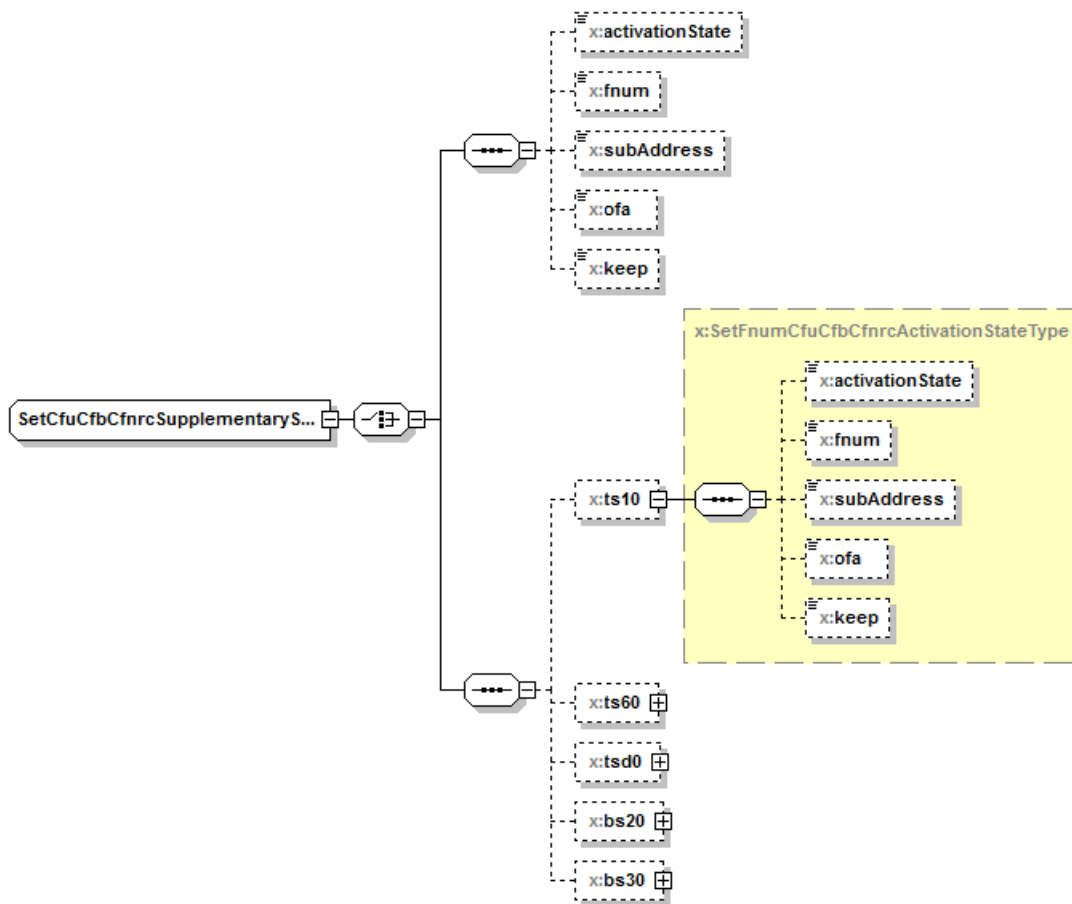 x:activationState
x:fnum
x:subAddress
x:ofa
x:keep
x:SetFnumCfuCfbCfnrcActivationStateType
x:activationState
x:fnum
SetCfuCfbCfnrcSupplementaryS...
x:ts10
x:subAddress
x:ofa
x:keep
x:ts60
x:tsd0
x:bs20
x:bs30